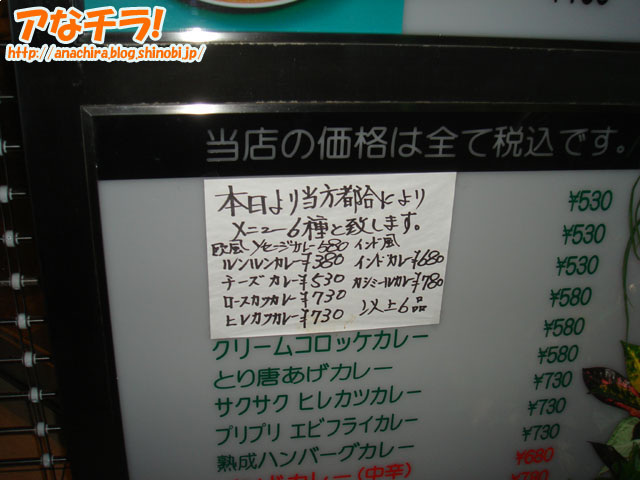 アなチラ!
http://anachira.blog.shinobi.jp/
当店の価格は全て税込です。
本日より当方都合により
メニュー6種と致します。
欧風 ソセージカレー680 インド風
ルンルンカレー¥380 インドカレー¥680
チーズカレー¥530 カシミールカレー¥780
ロースカツカレー¥730
ヒレカツカレー¥730 以上6品
¥530
¥530
¥530
¥580
クリームコロッケカレー ¥580
とり唐あげカレー ¥580
サクサク ヒレカツカレー ¥730
プリプリ エビフライカレー ¥730
熟成ハンバーグカレー ¥730
カレー(中辛) ¥680
¥780